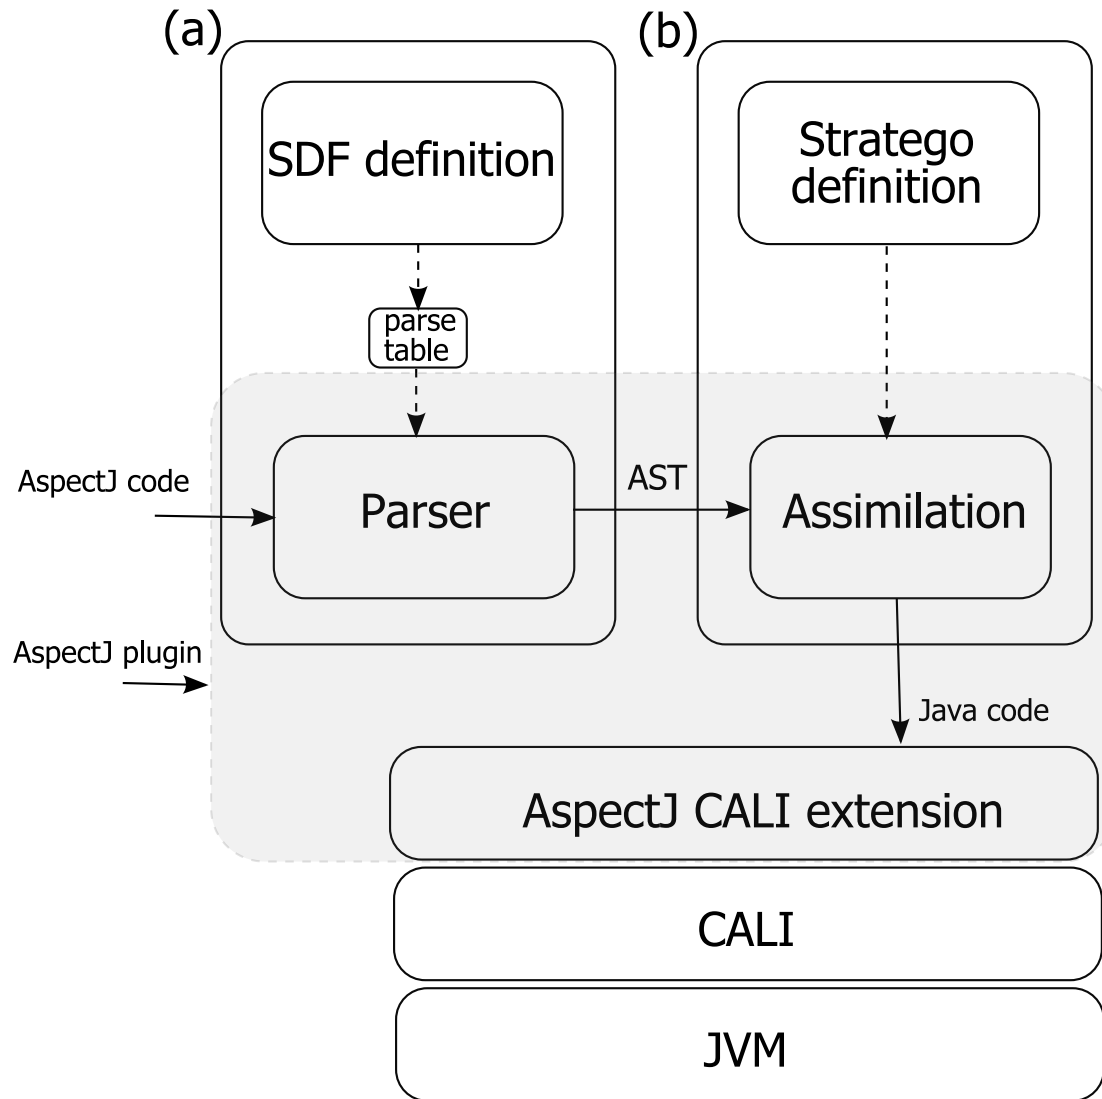 (a)
(b)
SDF definition
Stratego
definition
parse
table
AspectJ code
Parser
AST
Assimilation
AspectJ plugin
Java code
AspectJ CALI extension
CALI
JVM